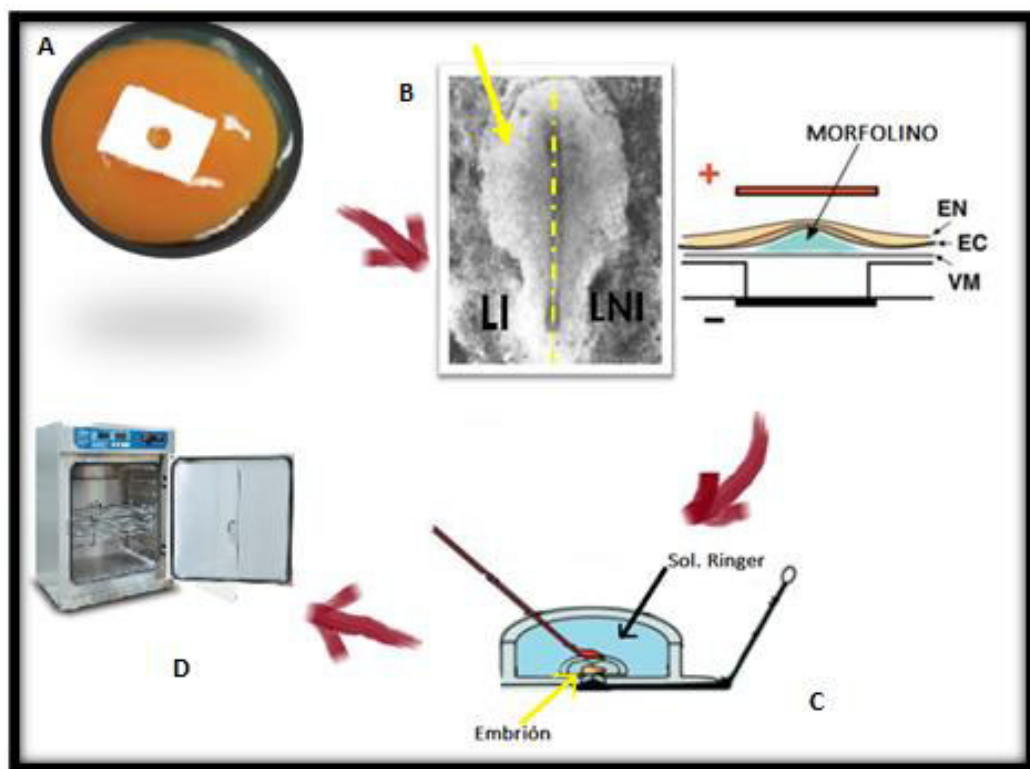 A
B
LI
LNI
MORFOLINO
+
EN
EC
VM
-
Sol. Ringer
Embrión
C
D